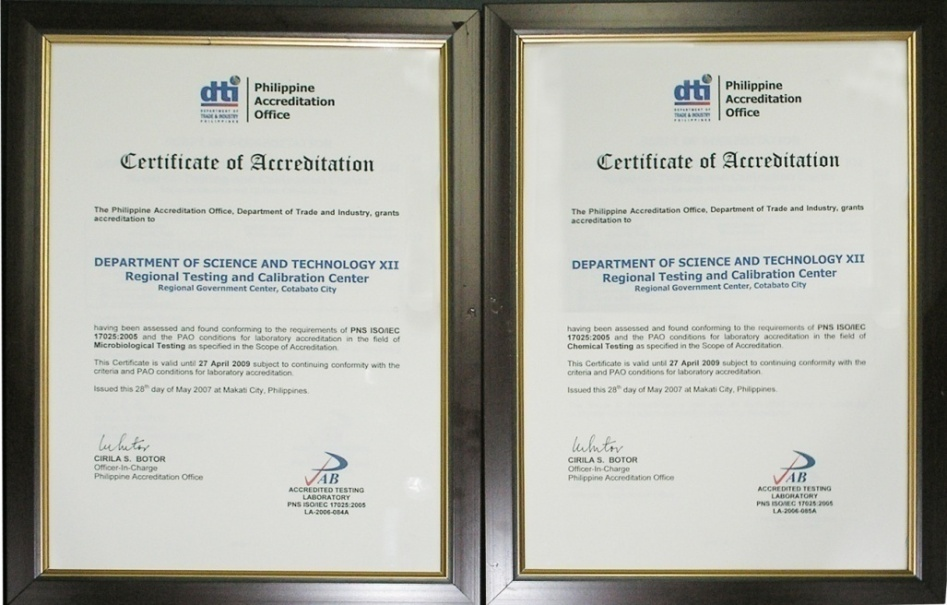 dti
DEPARTMENT OF
TRADE & INDUSTRY
PHILIPPINES
Philippine
Accreditation
Office
Certificate of Accreditation
The Philippine Accreditation Office, Department of Trade and Industry, grants
accreditation to
DEPARTMENT OF SCIENCE AND TECHNOLOGY XII
Regional Testing and Calibration Center
Regional Government Center, Cotabato City
having been assessed and found conforming to the requirements of PNS ISO/IEC
17025:2005 and the PAO conditions for laboratory accreditation in the field of
Microbiological Testing as specified in the Scope of Accreditation.
This Certificate is valid until 27 April 2009 subject to continuing conformity with the
criteria and PAO conditions for laboratory accreditation.
Issued this 28th day of May 2007 at Makati City, Philippines.
CIRILA S. BOTOR
Officer-In-Charge
Philippine Accreditation Office
PAB
ACCREDITED TESTING
LABORATORY
PNS ISO/IEC 17025:2005
LA-2006-084A
dti
DEPARTMENT OF
TRADE & INDUSTRY
PHILIPPINES
Philippine
Accreditation
Office
Certificate of Accreditation
The Philippine Accreditation Office, Department of Trade and Industry, grants
accreditation to
DEPARTMENT OF SCIENCE AND TECHNOLOGY XII
Regional Testing and Calibration Center
Regional Government Center, Cotabato City
having been assessed and found conforming to the requirements of PNS ISO/IEC
17025:2005 and the PAO conditions for laboratory accreditation in the field of
Chemical Testing as specified in the Scope of Accreditation.
This Certificate is valid until 27 April 2009 subject to continuing conformity with the
criteria and PAO conditions for laboratory accreditation.
Issued this 28th day of May 2007 at Makati City, Philippines.
CIRILA S. BOTOR
Officer-In-Charge
Philippine Accreditation Office
PAB
ACCREDITED TESTING
LABORATORY
PNS ISO/IEC 17025:2005
LA-2006-085A